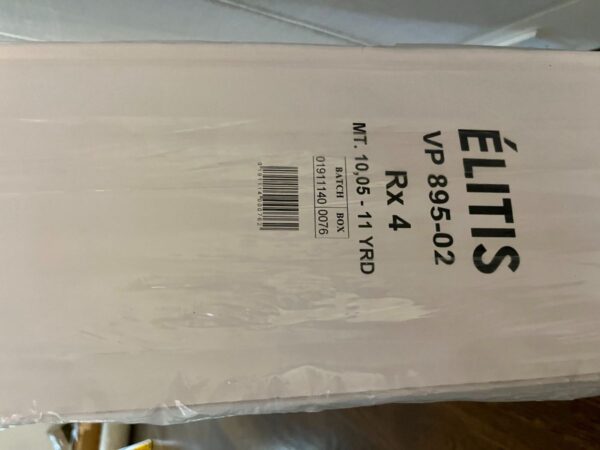 ÉLITIS
VP 895-02
Rx 4
MT. 10,05 - 11 YRD
BATCH BOX
01911140 0076